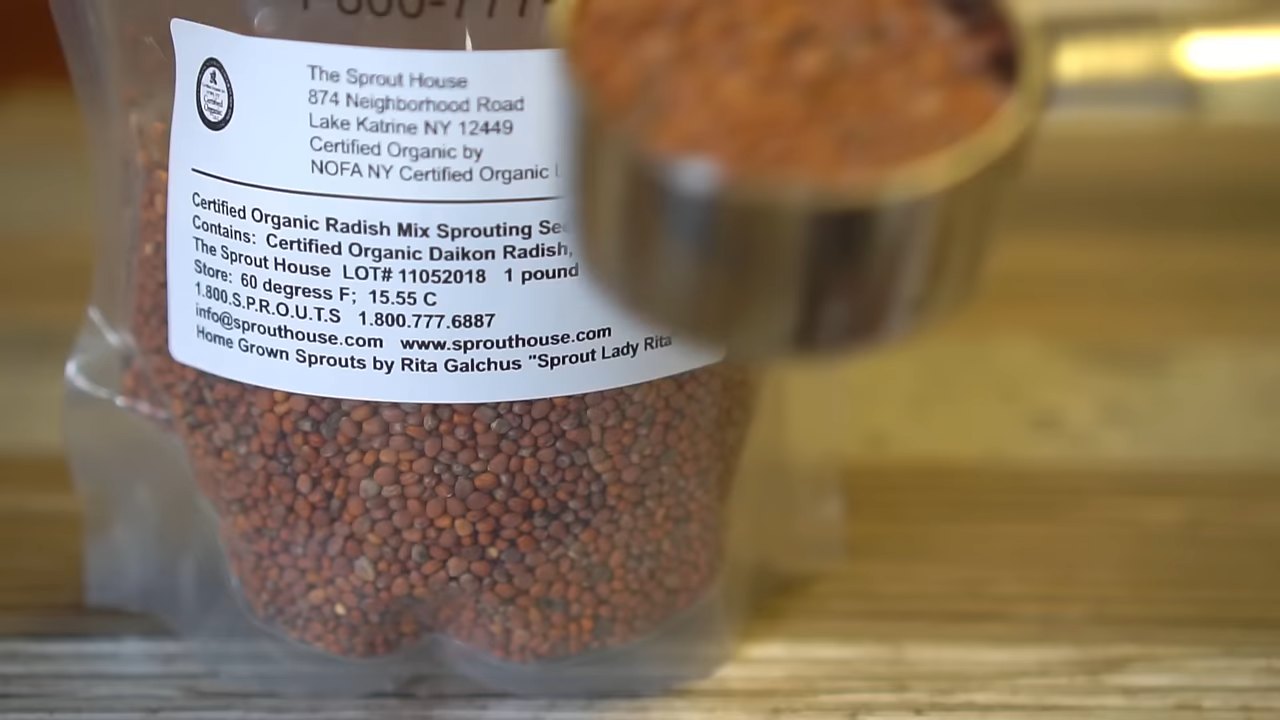 1-800-777-
The Sprout House
874 Neighborhood Road
Lake Katrine NY 12449
Certified Organic by
NOFA NY Certified Organic
Certified Organic Radish Mix Sprouting
Contains: Certified Organic Daikon Radish,
The Sprout House LOT# 11052018 1 pound
Store: 60 degress F; 15.55 C
1.800.S.P.R.O.U.T.S 1.800.777.6887
info@sprouthouse.com www.sprouthouse.com
Home Grown Sprouts by Rita Galchus "Sprout Lady Rita